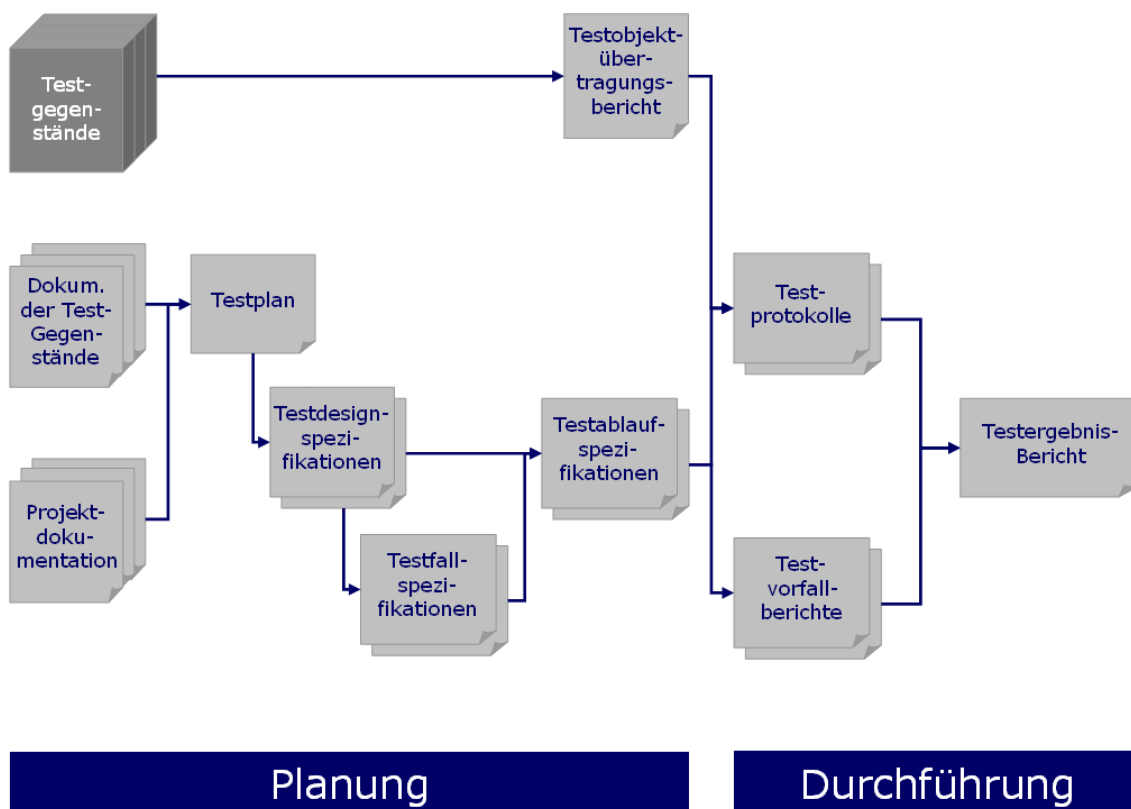 Test-
gegen-
stände
Testobjekt-
über-
tragungs-
bericht
Dokum.
der Test-
Gegen-
stände
Testplan
Test-
protokolle
Testdesign-
spezi-
fikationen
Testablauf-
spezi-
fikationen
Testergebnis-
Bericht
Projekt-
doku-
mentation
Testfall-
spezi-
fikationen
Test-
vorfall-
berichte
Planung
Durchführung